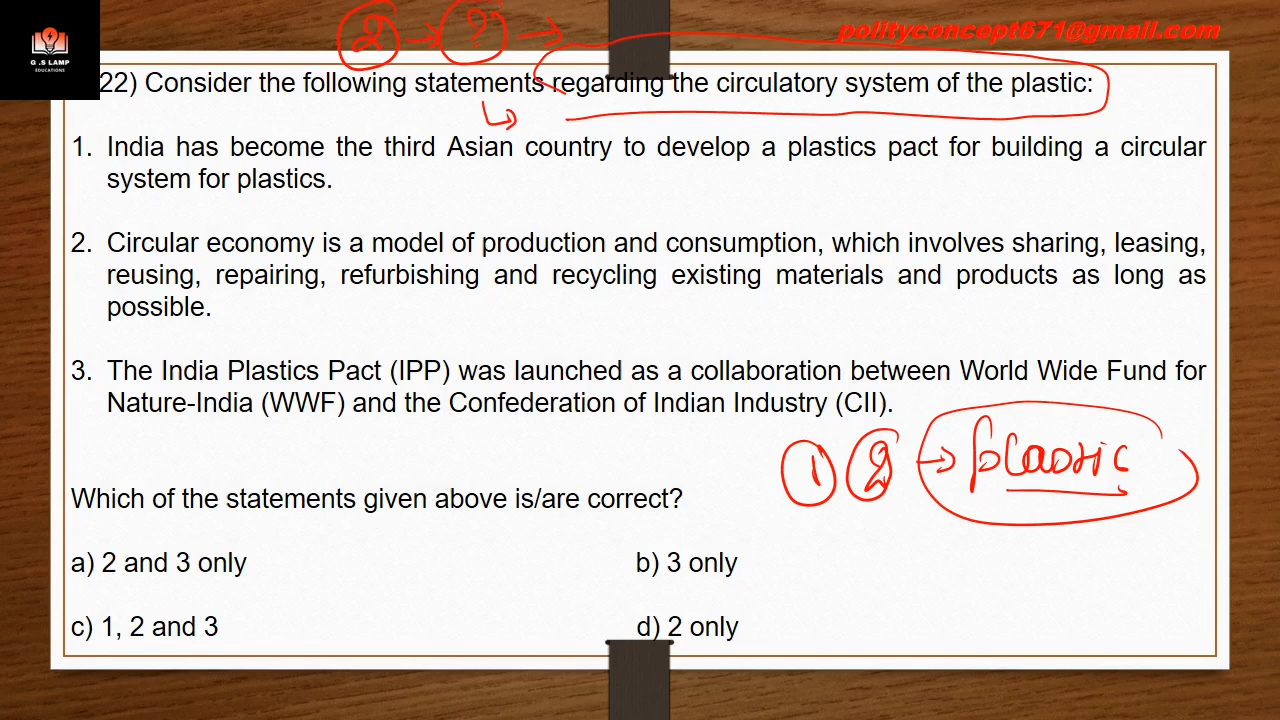 2 → 2 →
polityconcept671@gmail.com
G .S LAMP
EDUCATIONS
22) Consider the following statements regarding the circulatory system of the plastic:
1. India has become the third Asian country to develop a plastics pact for building a circular
system for plastics.
2. Circular economy is a model of production and consumption, which involves sharing, leasing,
reusing, repairing, refurbishing and recycling existing materials and products as long as
possible.
3. The India Plastics Pact (IPP) was launched as a collaboration between World Wide Fund for
Nature-India (WWF) and the Confederation of Indian Industry (CII).
1 2 → plastic
Which of the statements given above is/are correct?
a) 2 and 3 only b) 3 only
c) 1, 2 and 3 d) 2 only